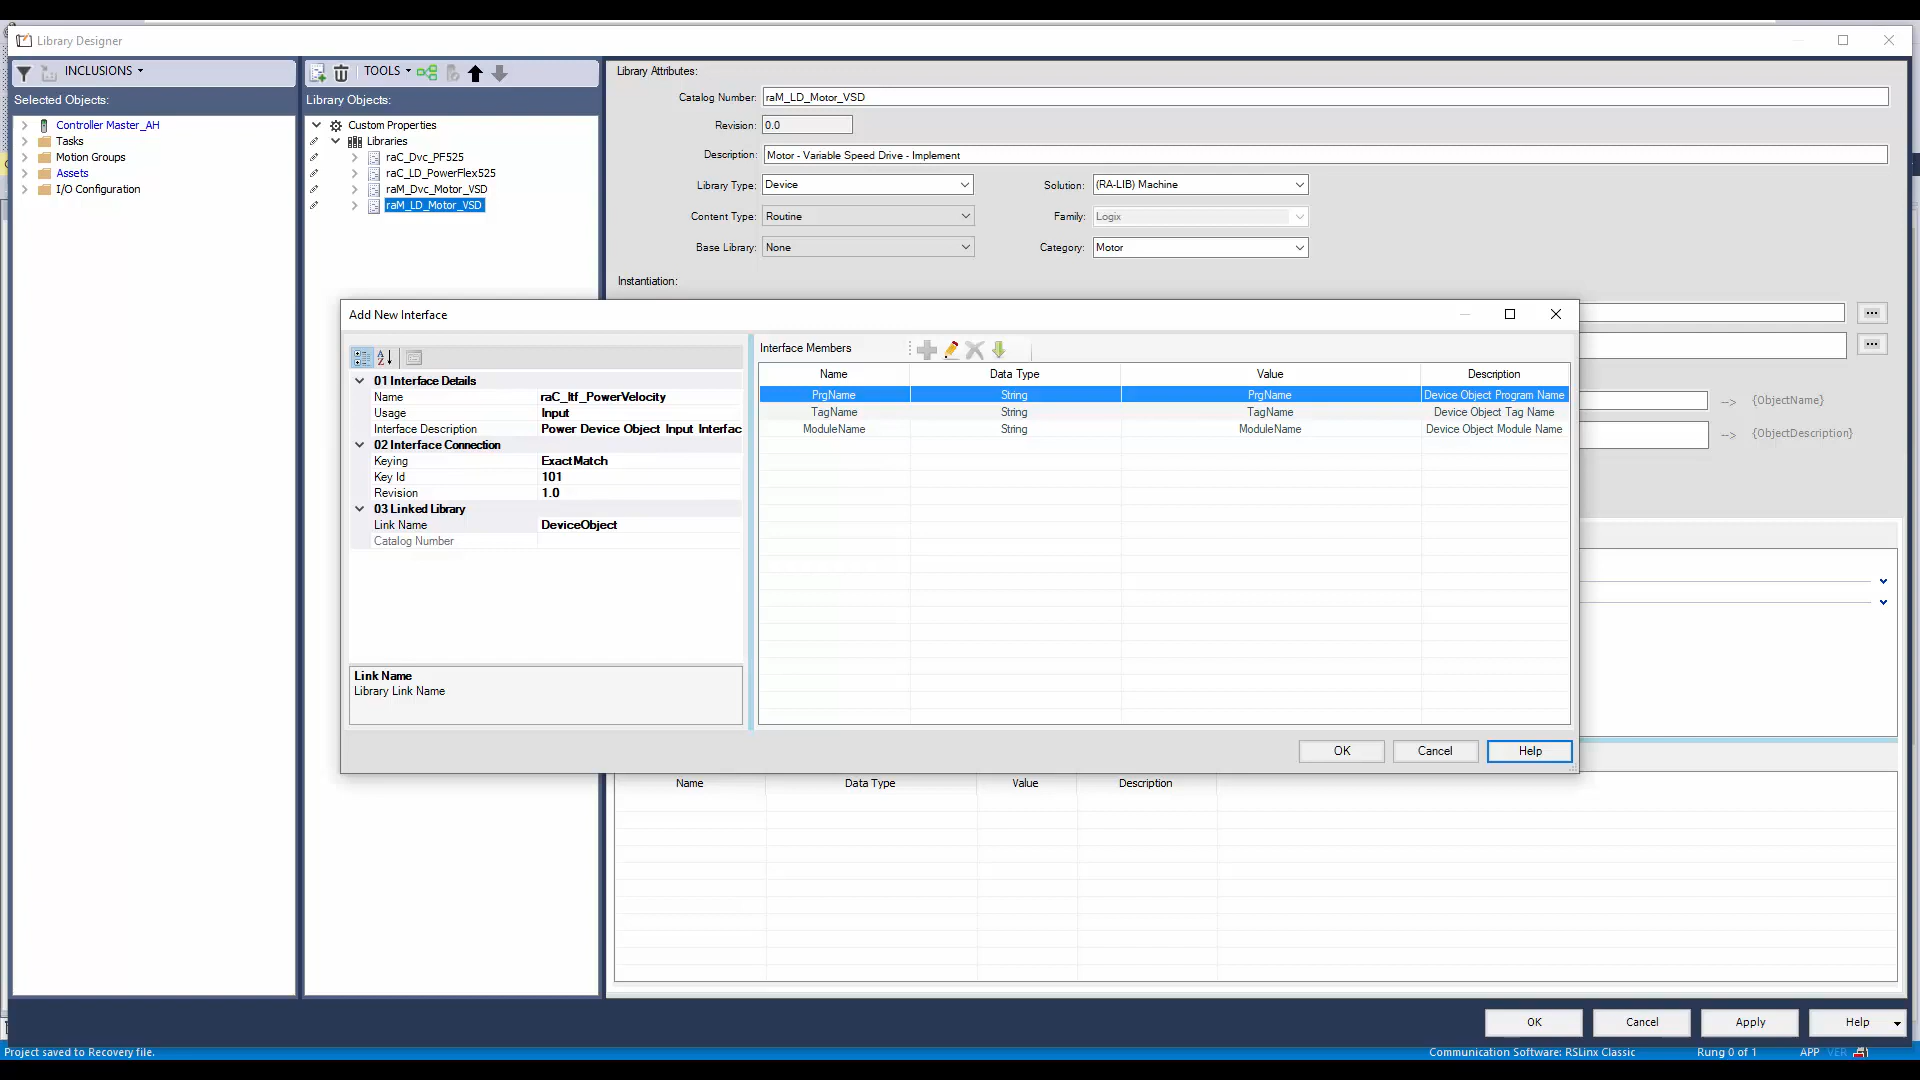 Library Designer
INCLUSIONS
Selected Objects:
Controller Master_AH
Tasks
Motion Groups
Assets
I/O Configuration
TOOLS
Library Objects:
Custom Properties
Libraries
raC_Dvc_PF525
raC_LD_PowerFlex525
raM_Dvc_Motor_VSD
raM_LD_Motor_VSD
Library Attributes:
Catalog Number: raM_LD_Motor_VSD
Revision: 0.0
Description: Motor - Variable Speed Drive - Implement
Library Type: Device Solution: (RA-LIB) Machine
Content Type: Routine Family: Logix
Base Library: None Category: Motor
Instantiation:
...
...
--> {ObjectName}
--> {ObjectDescription}
Add New Interface
01 Interface Details
Name raC_Itf_PowerVelocity
Usage Input
Interface Description Power Device Object Input Interfac
02 Interface Connection
Keying ExactMatch
Key Id 101
Revision 1.0
03 Linked Library
Link Name DeviceObject
Catalog Number
Link Name
Library Link Name
Interface Members
Name Data Type Value Description
PrgName String PrgName Device Object Program Name
TagName String TagName Device Object Tag Name
ModuleName String ModuleName Device Object Module Name
OK Cancel Help
Name Data Type Value Description
OK Cancel Apply Help
Project saved to Recovery file.
Communication Software: RSLinx Classic Rung 0 of 1 APP VER